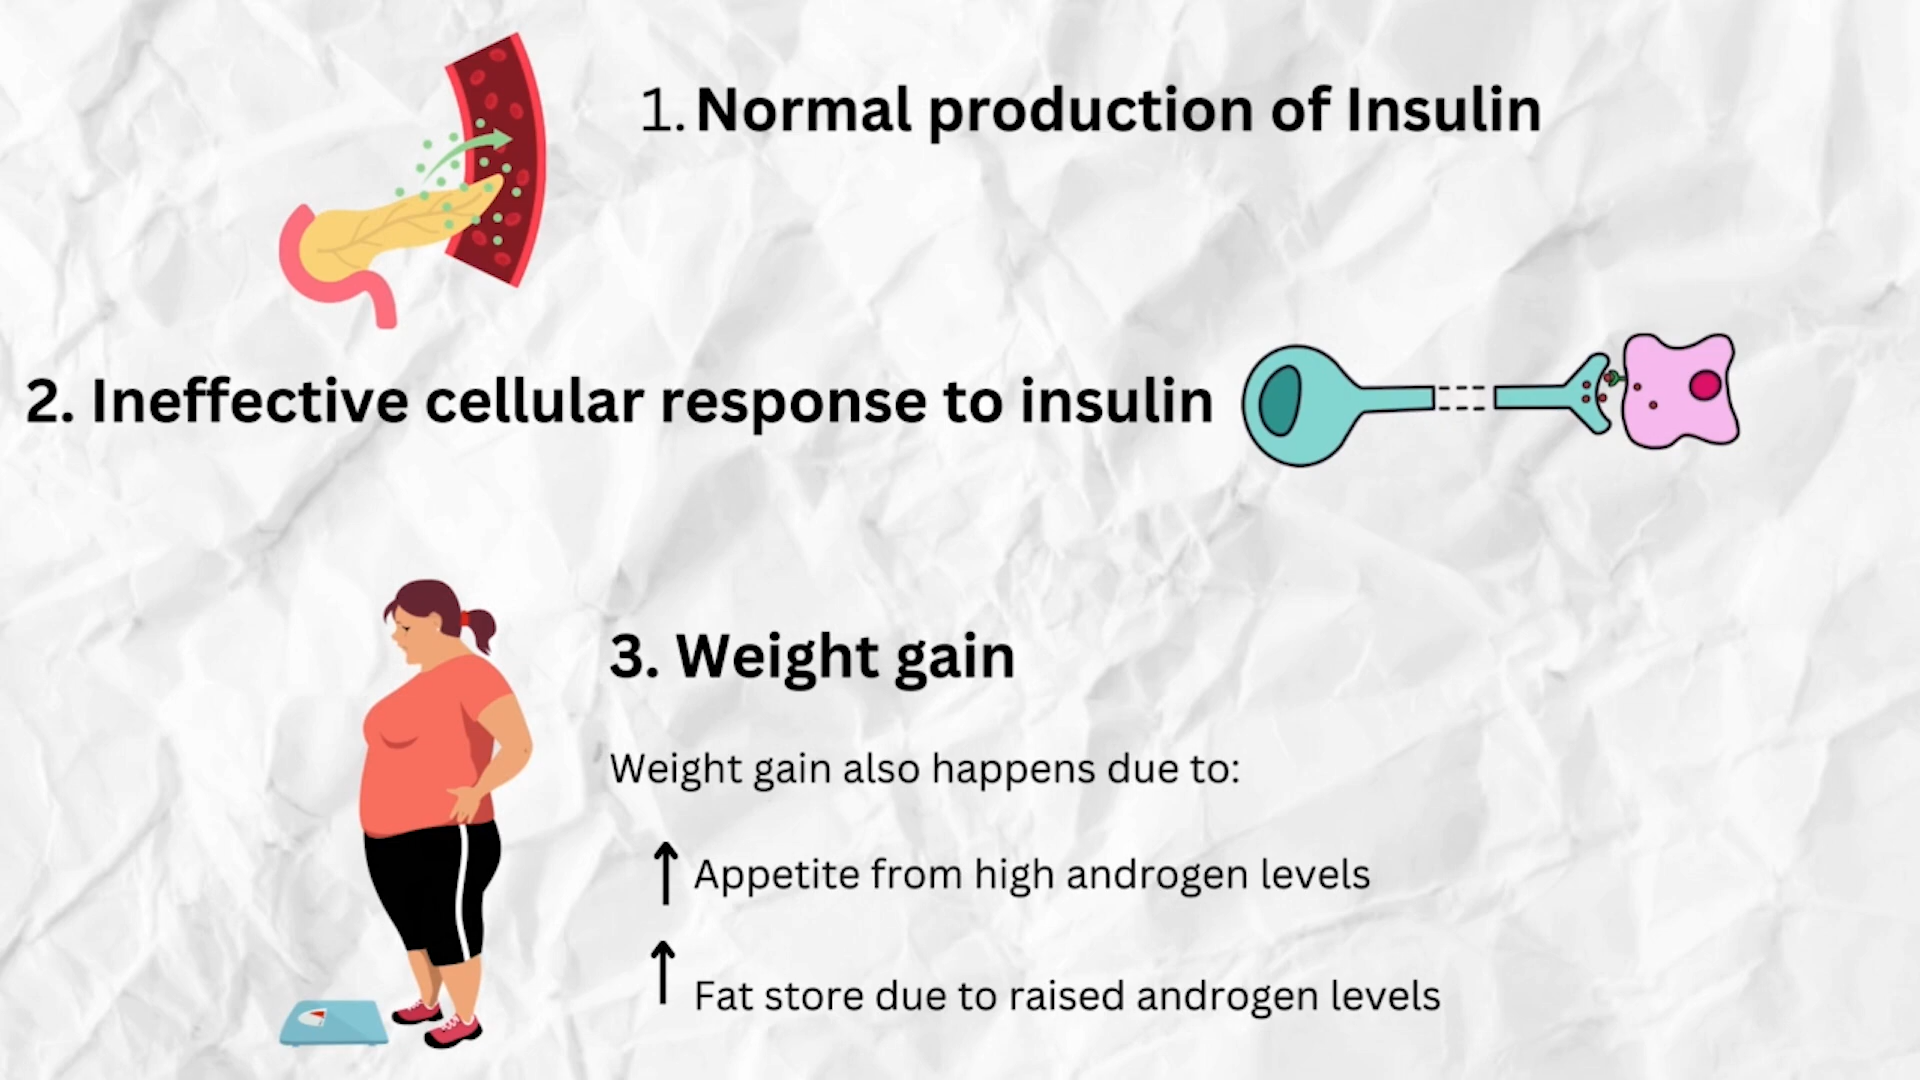 1. Normal production of Insulin
2. Ineffective cellular response to insulin
3. Weight gain
Weight gain also happens due to:
↑ Appetite from high androgen levels
↑ Fat store due to raised androgen levels